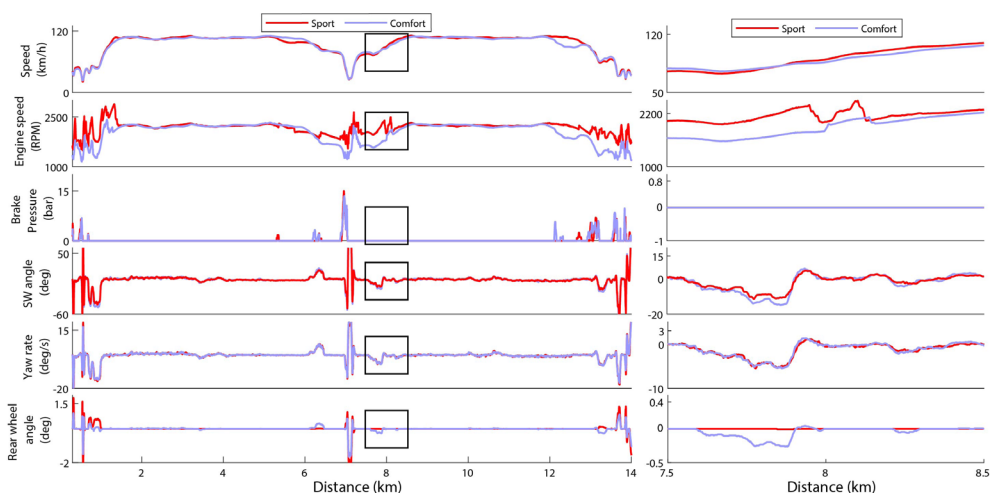 Sport Comfort
Speed
(km/h)
120
0
Engine speed
(RPM)
2500
1000
Brake
Pressure
(bar)
15
0
SW angle
(deg)
50
-60
Yaw rate
(deg/s)
15
-20
Rear wheel
angle
(deg)
1.5
-2
2 4 6 8 10 12 14
Distance (km)
Sport Comfort
120
50
2200
1000
0.8
0
-1
15
0
-20
3
0
-10
0.4
0
-0.5
7.5 8 8.5
Distance (km)